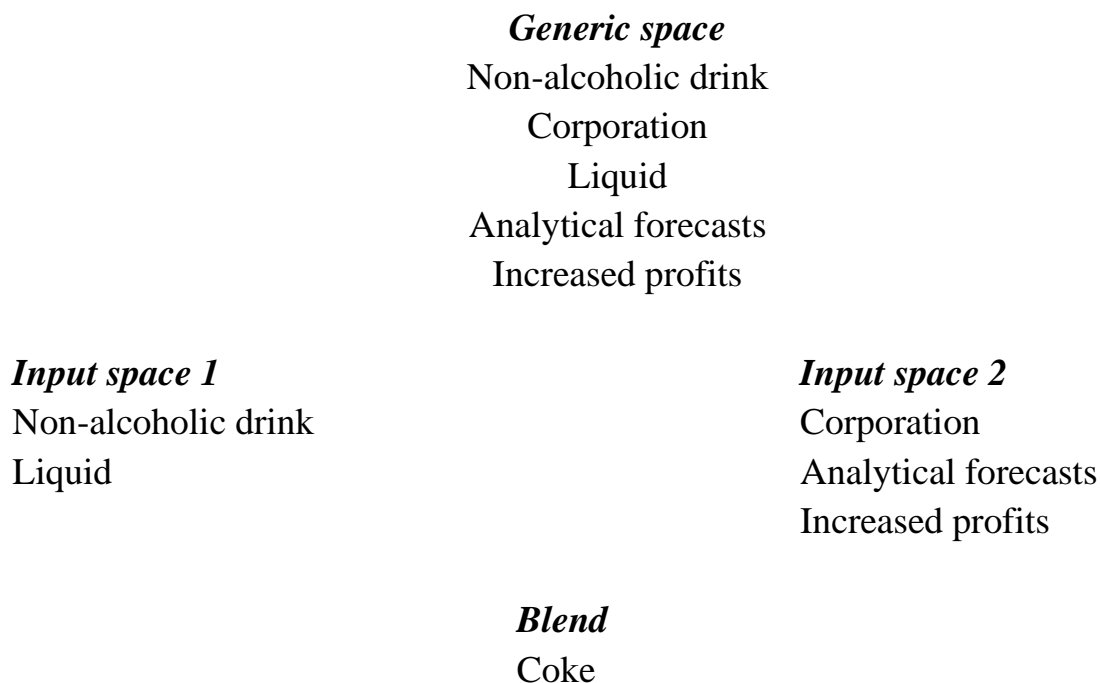 Generic space
Non-alcoholic drink
Corporation
Liquid
Analytical forecasts
Increased profits
Input space 1
Non-alcoholic drink
Liquid
Input space 2
Corporation
Analytical forecasts
Increased profits
Blend
Coke